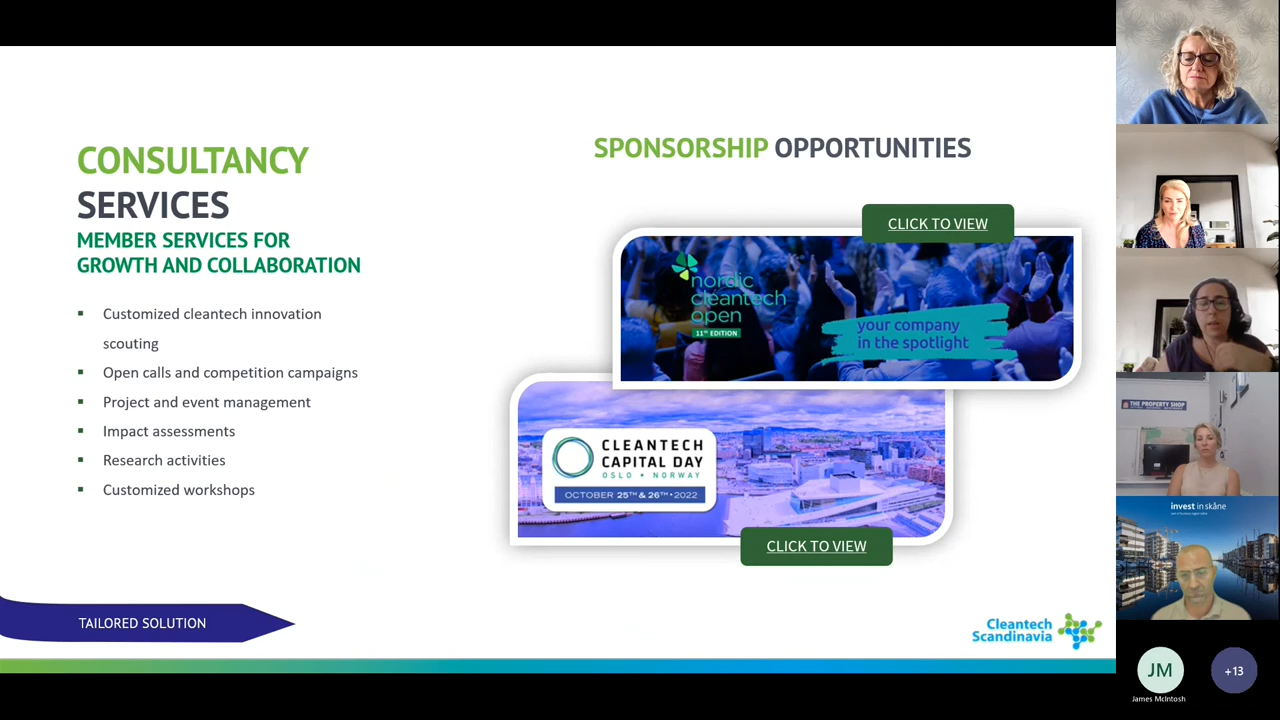 CONSULTANCY
SERVICES
MEMBER SERVICES FOR
GROWTH AND COLLABORATION
Customized cleantech innovation
scouting
Open calls and competition campaigns
Project and event management
Impact assessments
Research activities
Customized workshops
TAILORED SOLUTION
SPONSORSHIP OPPORTUNITIES
CLICK TO VIEW
nordic
cleantech
open
11TH EDITION
your company
in the spotlight
CLEANTECH
CAPITAL DAY
OSLO • NORWAY
OCTOBER 25TH & 26TH • 2022
CLICK TO VIEW
Cleantech
Scandinavia
THE PROPERTY SHOP
invest in skåne
JM
James McIntosh
+13